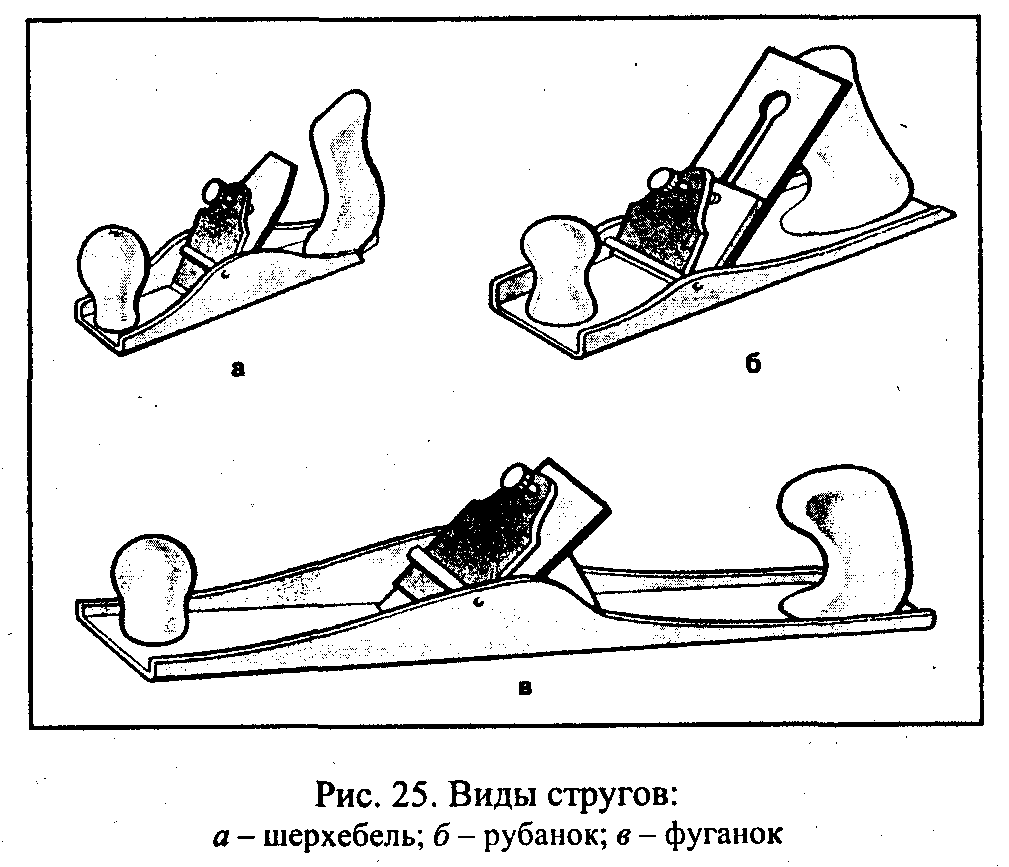 а
б
в
Рис. 25. Виды стругов:
а – шерхебель; б – рубанок; в – фуганок